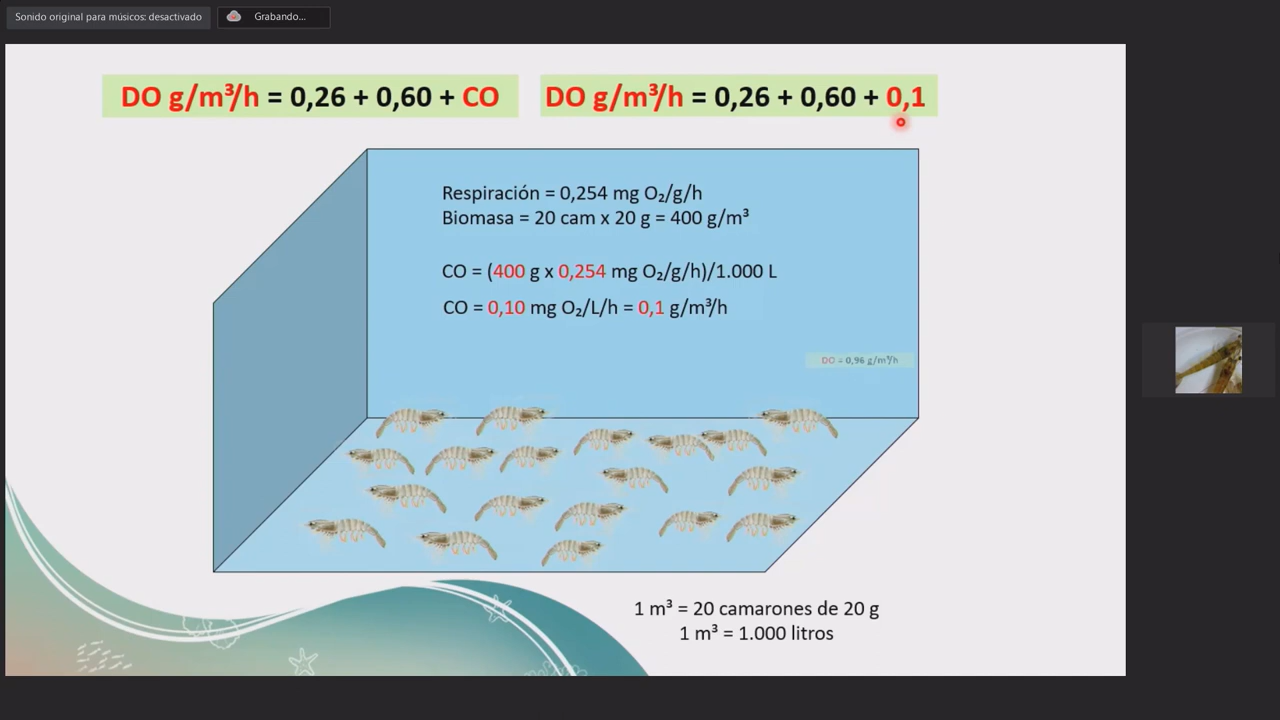 Sonido original para músicos: desactivado
Grabando...
DO g/m³/h = 0,26 + 0,60 + CO
DO g/m³/h = 0,26 + 0,60 + 0,1
Respiración = 0,254 mg O₂/g/h
Biomasa = 20 cam x 20 g = 400 g/m³
CO = (400 g x 0,254 mg O₂/g/h)/1.000 L
CO = 0,10 mg O₂/L/h = 0,1 g/m³/h
DO = 0,96 g/m³/h
1 m³ = 20 camarones de 20 g
1 m³ = 1.000 litros